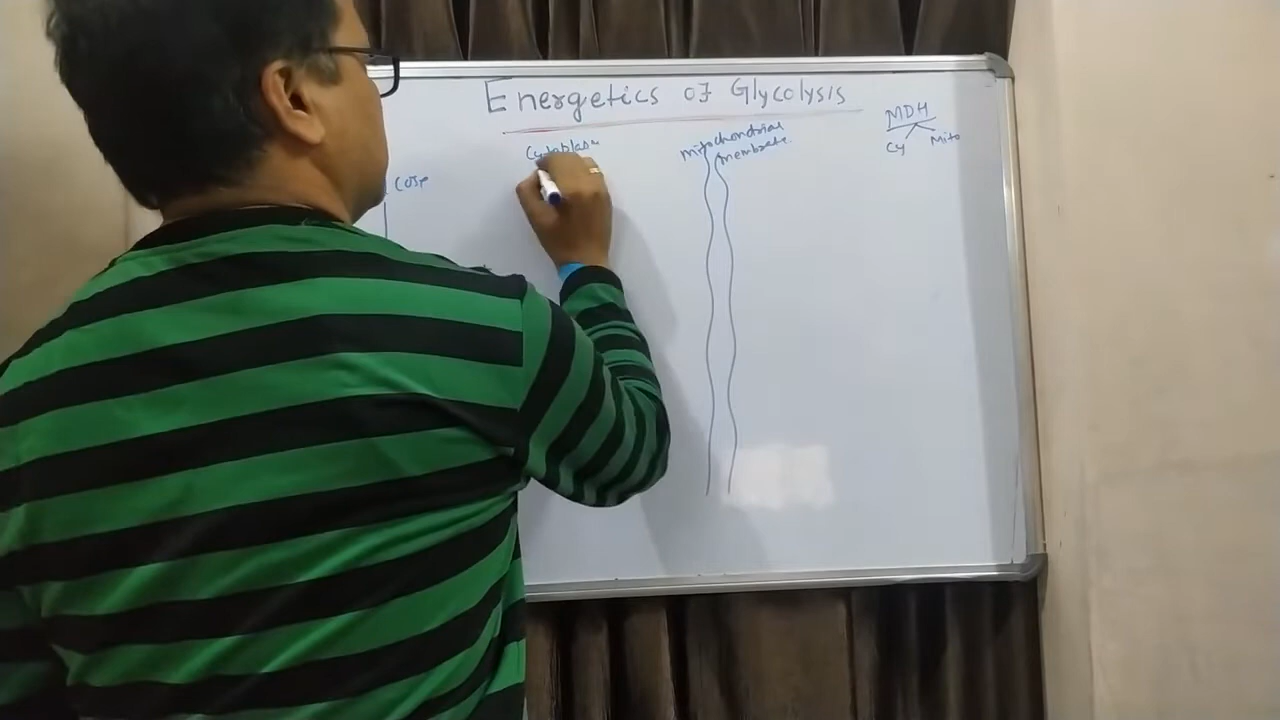 Energetics of Glycolysis
MDH
Cy Mito
Cytoplasm
Mitochondrial
membrane.